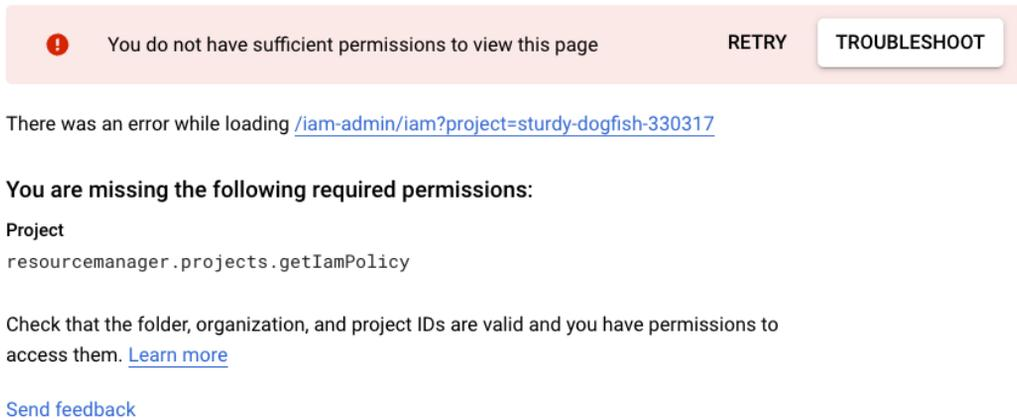 You do not have sufficient permissions to view this page
RETRY
TROUBLESHOOT
There was an error while loading /iam-admin/iam?project=sturdy-dogfish-330317
You are missing the following required permissions:
Project
resourcemanager.projects.getIamPolicy
Check that the folder, organization, and project IDs are valid and you have permissions to
access them. Learn more
Send feedback